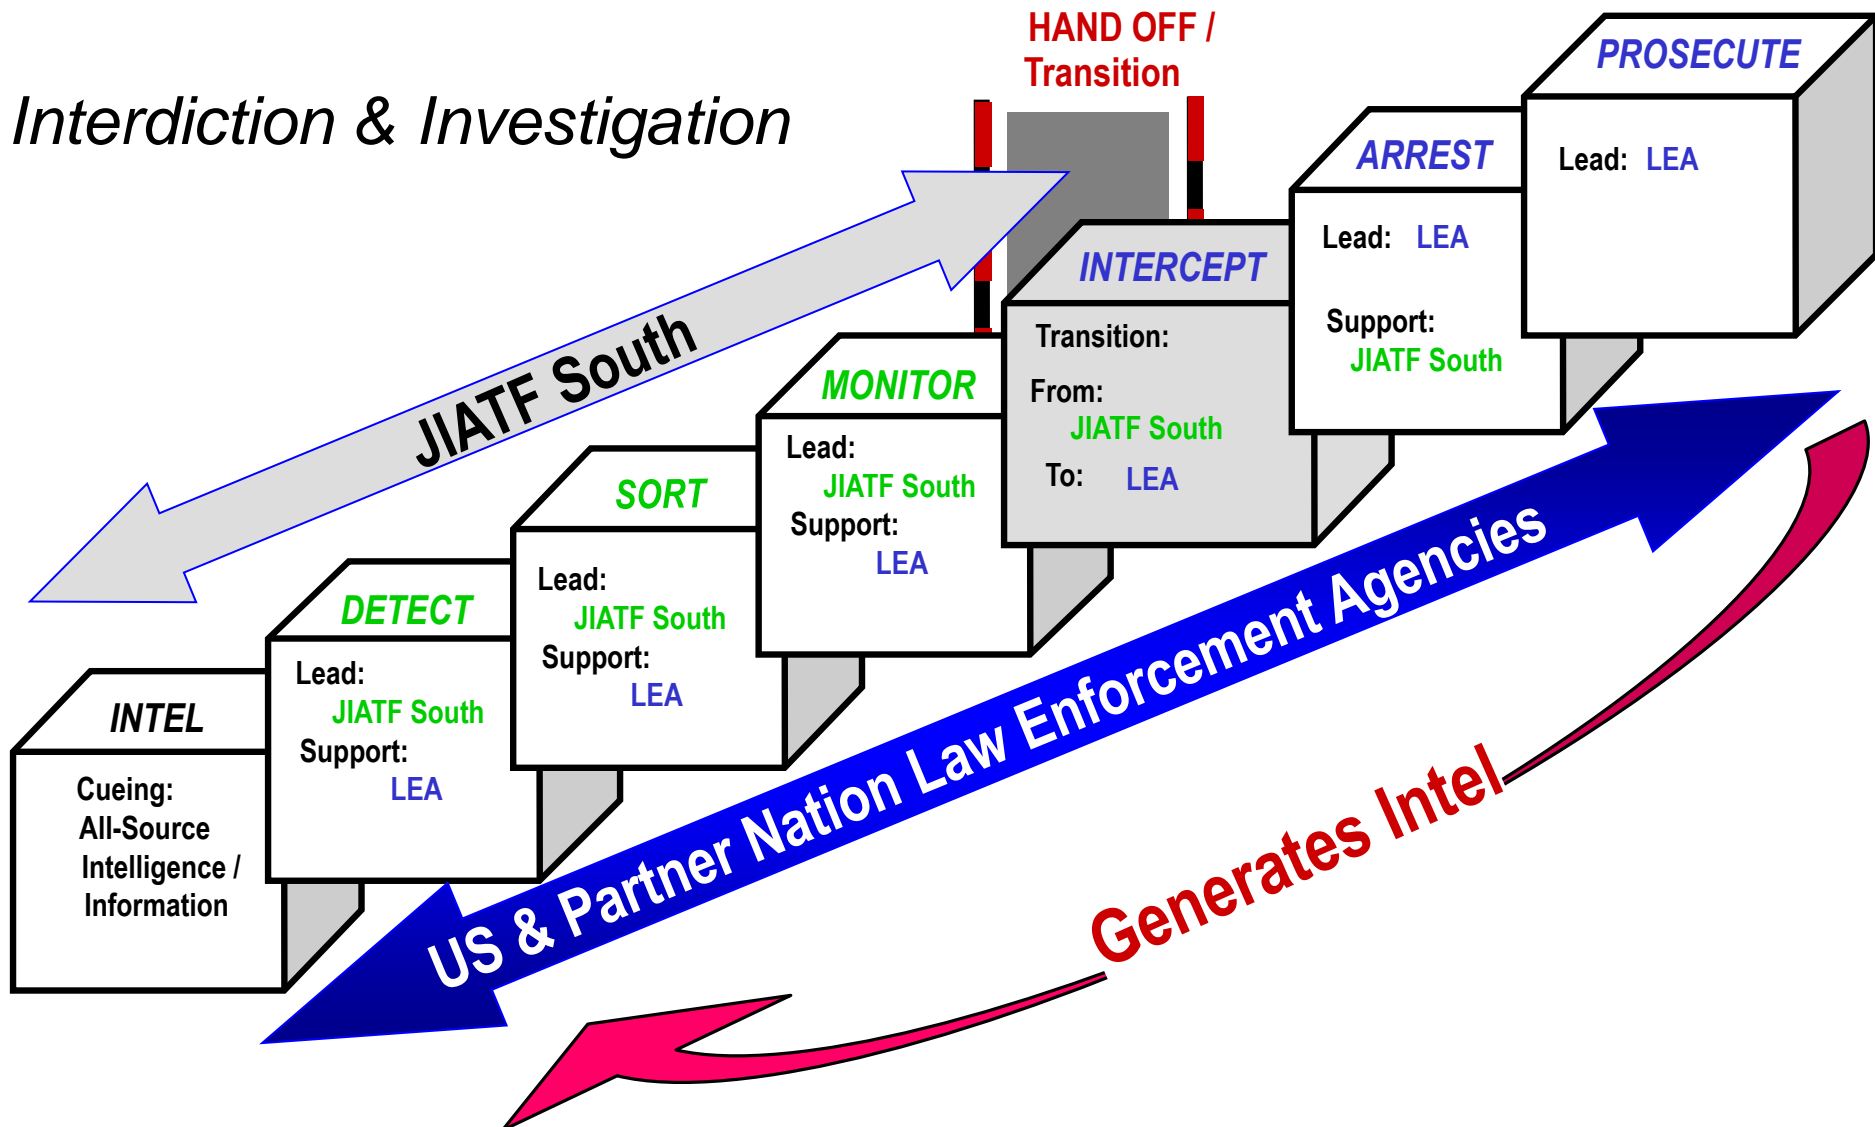 HAND OFF /
Transition
Interdiction & Investigation
PROSECUTE
Lead: LEA
ARREST
Lead: LEA
Support:
JIATF South
INTERCEPT
Transition:
From:
JIATF South
To: LEA
MONITOR
Lead:
JIATF South
Support:
LEA
SORT
Lead:
JIATF South
Support:
LEA
DETECT
Lead:
JIATF South
Support:
LEA
INTEL
Cueing:
All-Source
Intelligence /
Information
JIATF South
US & Partner Nation Law Enforcement Agencies
Generates Intel